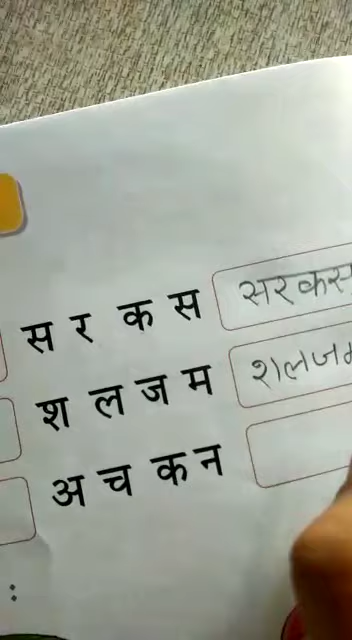 स र क स सरकस
श ल ज म शलजम
अ च क न